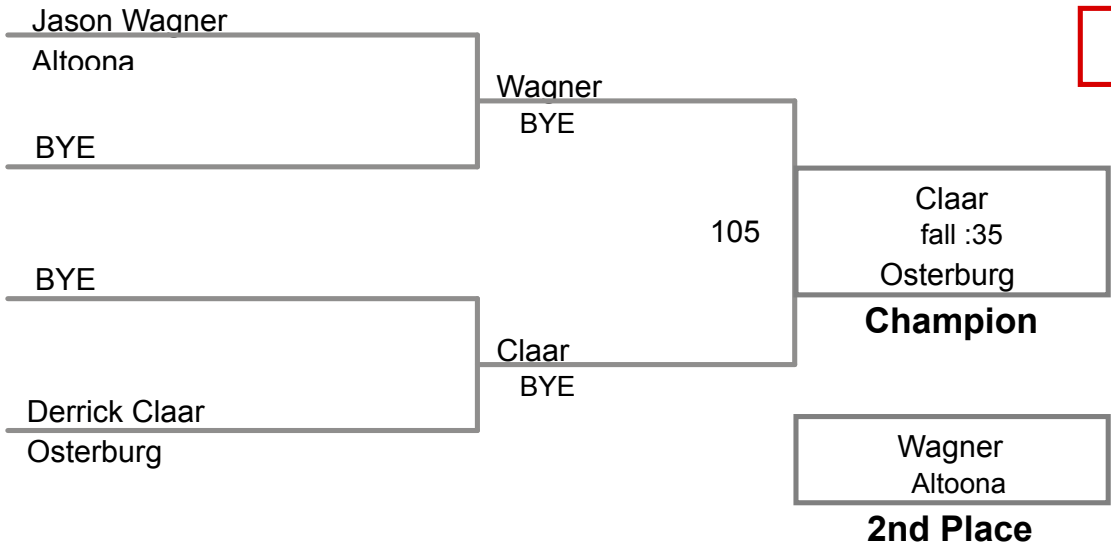 Jason Wagner
Altoona
Wagner
BYE
BYE
105
Claar
fall :35
Osterburg
Champion
BYE
Claar
BYE
Derrick Claar
Osterburg
Wagner
Altoona
2nd Place